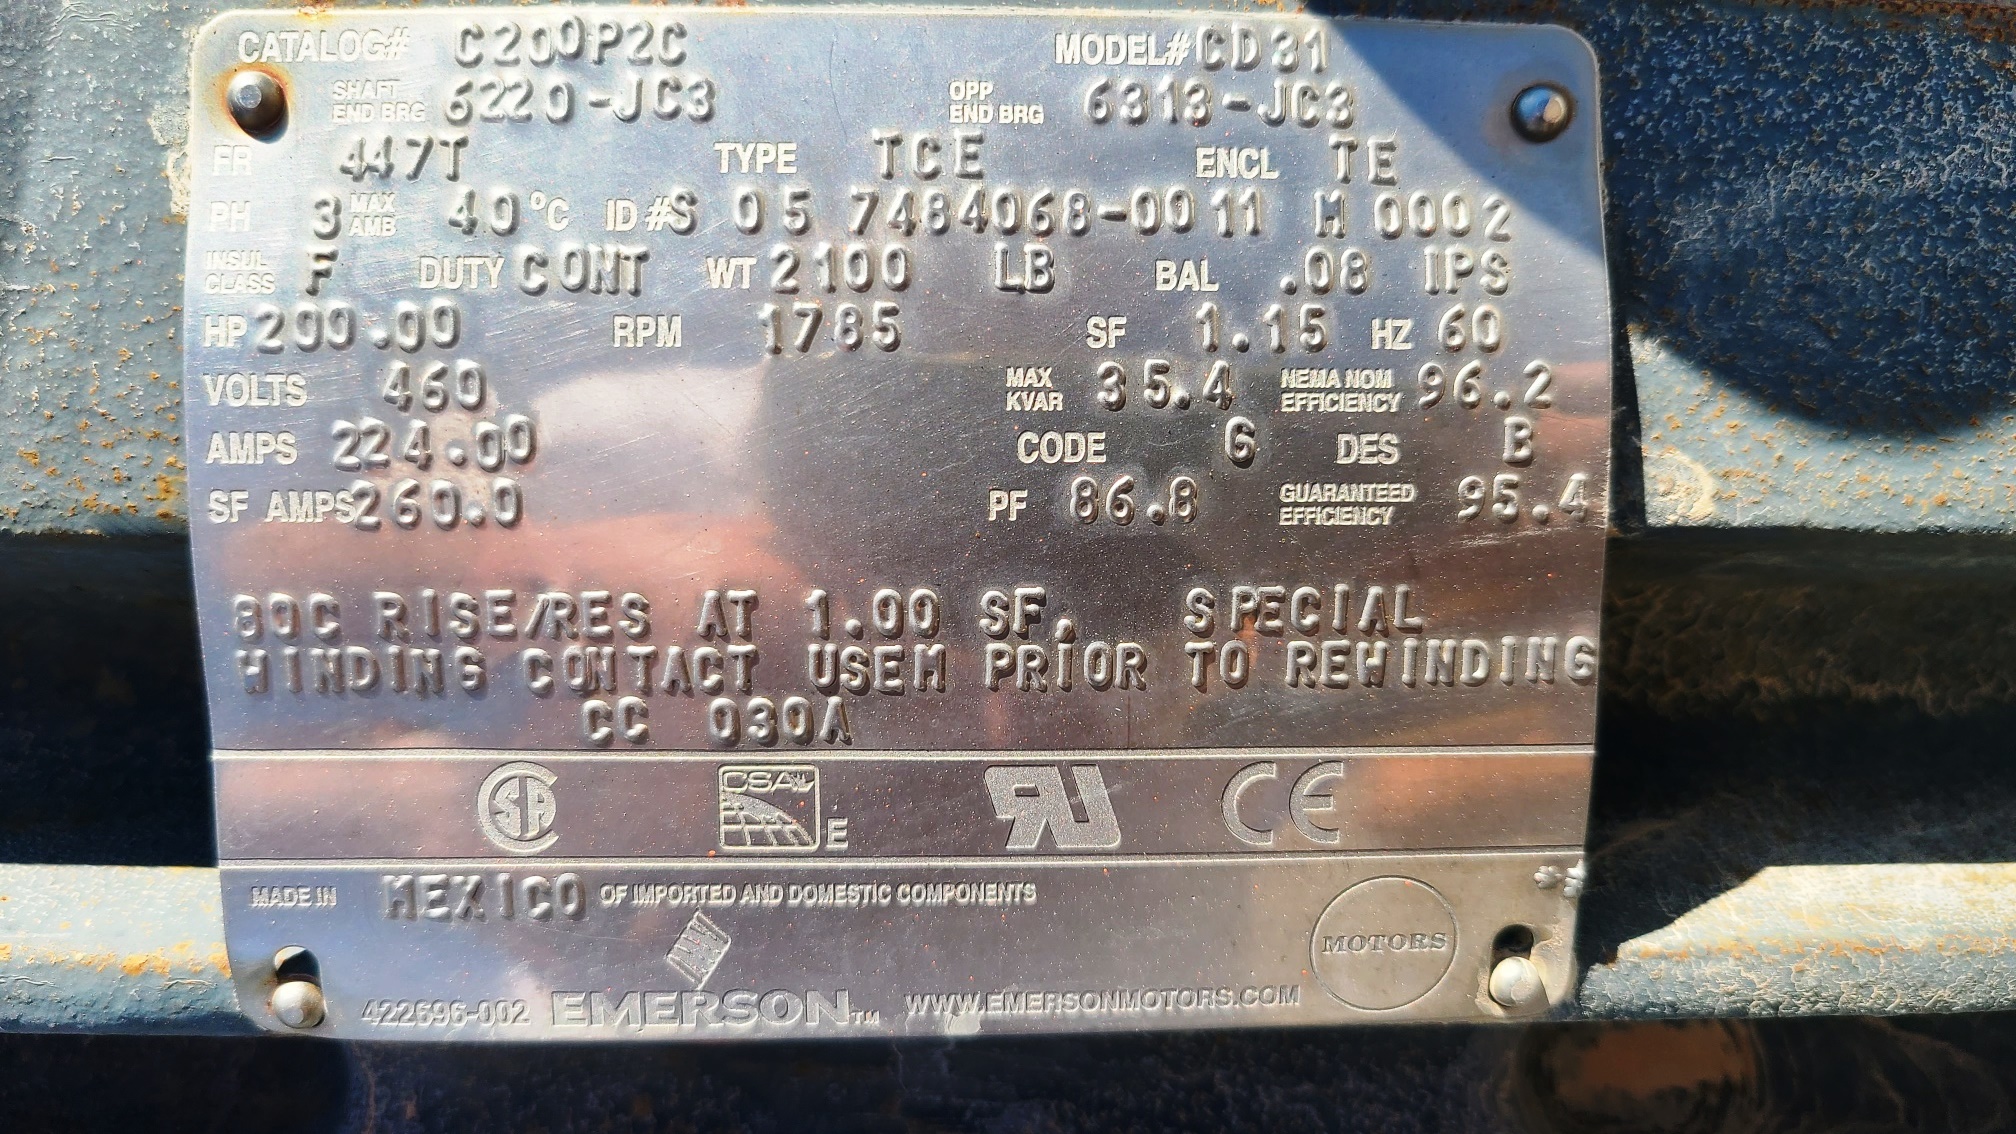 CATALOG# C200P2C MODEL# CD31
SHAFT END BRG 6220-JC3 OPP END BRG 6313-JC3
FR 447T TYPE TCE ENCL TE
PH 3 MAX AMB 40°C ID# S 05 7484068-0011 M 0002
INSUL CLASS F DUTY CONT WT 2100 LB BAL .08 IPS
HP 200.00 RPM 1785 SF 1.15 HZ 60
VOLTS 460 MAX KVAR 35.4 NEMA NOM EFFICIENCY 96.2
AMPS 224.00 CODE G DES B
SF AMPS 260.0 PF 86.8 GUARANTEED EFFICIENCY 95.4
80C RISE/RES AT 1.00 SF. SPECIAL
WINDING CONTACT USEM PRIOR TO REWINDING
CC 030A
CSA E
MADE IN MEXICO OF IMPORTED AND DOMESTIC COMPONENTS
MOTORS
422696-002 EMERSON™ WWW.EMERSONMOTORS.COM